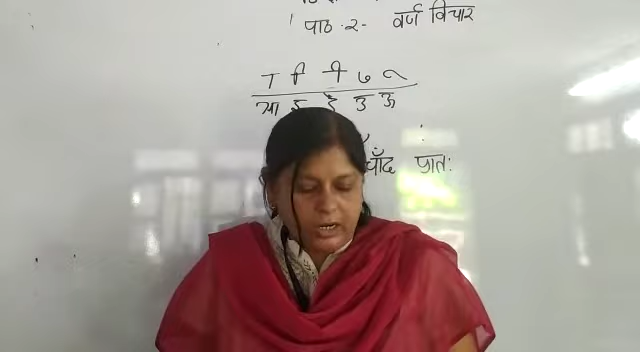 पाठ २- वर्ण विचार
ा ि ी ु ू
आ इ ई उ ऊ
चाँद प्रातः